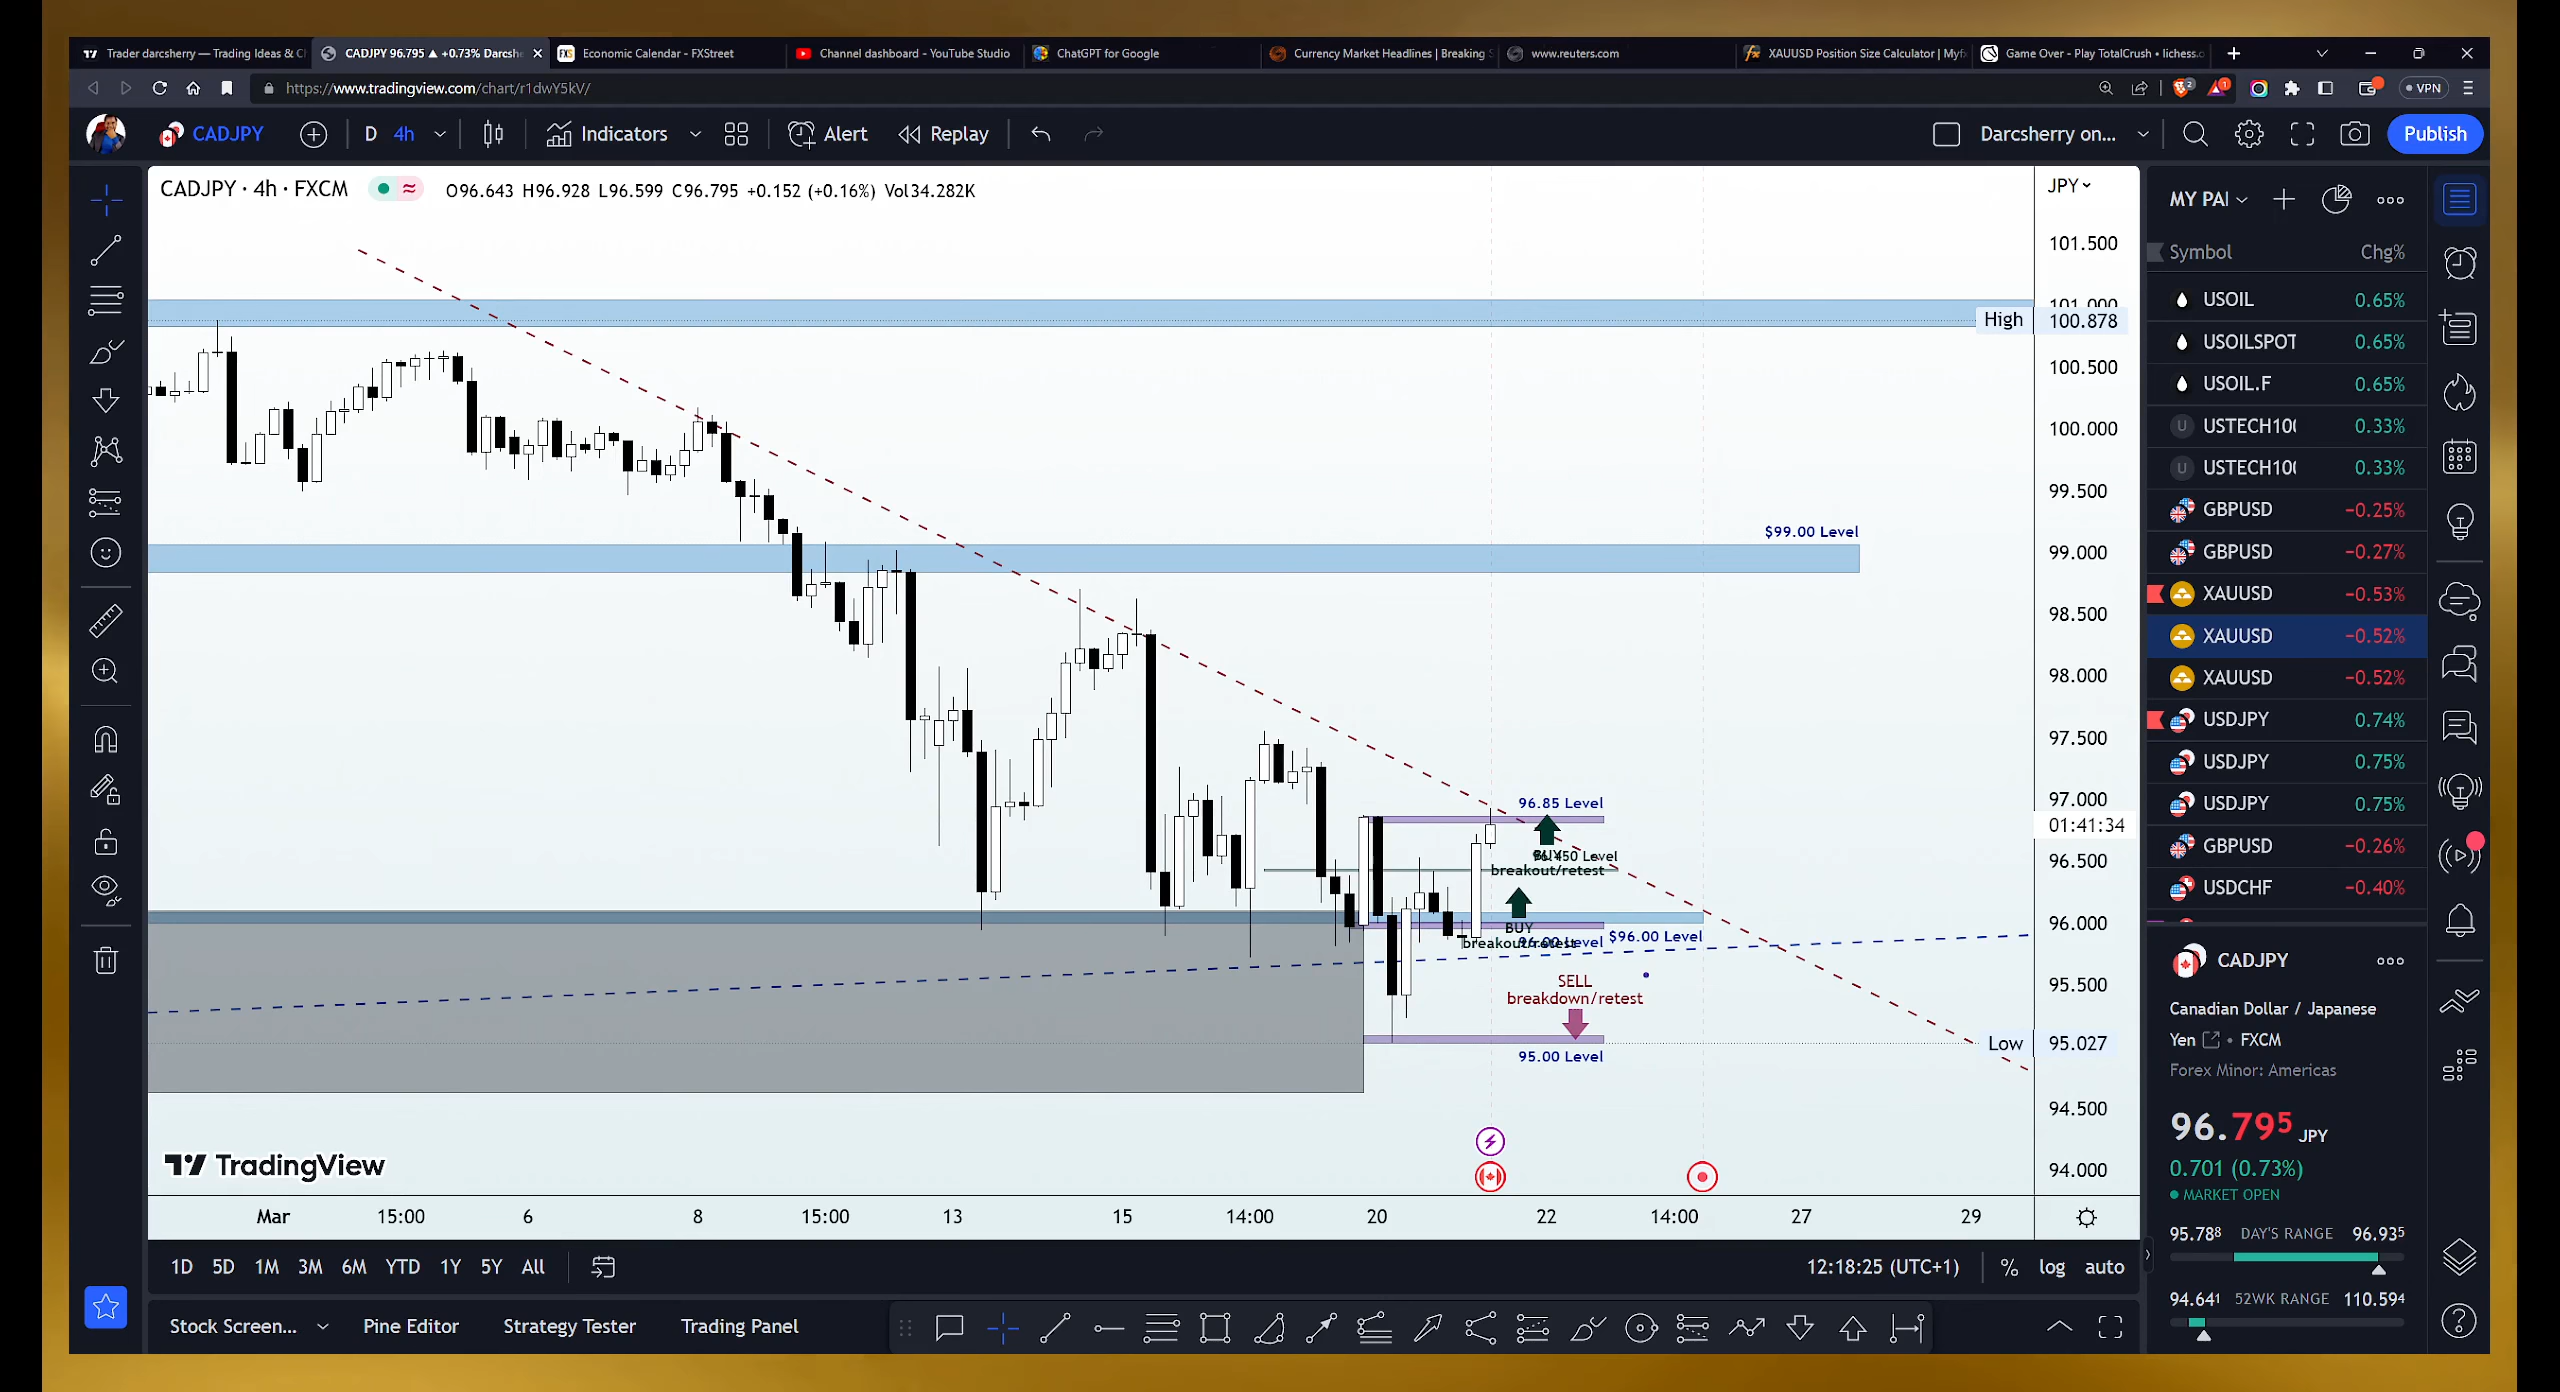 Trader darcsherry — Trading Ideas & C
CADJPY 96.795 ▲ +0.73% Darcsh
Economic Calendar - FXStreet
Channel dashboard - YouTube Studio
ChatGPT for Google
Currency Market Headlines | Breaking
www.reuters.com
XAUUSD Position Size Calculator | Myf
Game Over - Play TotalCrush • lichess.o
https://www.tradingview.com/chart/r1dwY5kV/
VPN
CADJPY
D
4h
Indicators
Alert
Replay
Darcsherry on...
Publish
CADJPY · 4h · FXCM
O96.643 H96.928 L96.599 C96.795 +0.152 (+0.16%) Vol34.282K
JPY
101.500
101.000
High 100.878
100.500
100.000
99.500
99.000
98.500
98.000
97.500
97.000
01:41:34
96.500
96.000
95.500
Low 95.027
94.500
94.000
$99.00 Level
96.85 Level
BUY
96.450 Level
breakout/retest
BUY
breakout/retest
96.00 Level
$96.00 Level
SELL
breakdown/retest
95.00 Level
TradingView
Mar
15:00
6
8
15:00
13
15
14:00
20
22
14:00
27
29
1D 5D 1M 3M 6M YTD 1Y 5Y All
12:18:25 (UTC+1)
% log auto
Stock Screen...
Pine Editor
Strategy Tester
Trading Panel
MY PAI
Symbol Chg%
USOIL 0.65%
USOILSPOT 0.65%
USOIL.F 0.65%
USTECH10 0.33%
USTECH10 0.33%
GBPUSD −0.25%
GBPUSD −0.27%
XAUUSD −0.53%
XAUUSD −0.52%
XAUUSD −0.52%
USDJPY 0.74%
USDJPY 0.75%
USDJPY 0.75%
GBPUSD −0.26%
USDCHF −0.40%
CADJPY
Canadian Dollar / Japanese
Yen • FXCM
Forex Minor: Americas
96.795 JPY
0.701 (0.73%)
MARKET OPEN
95.788 DAY'S RANGE 96.935
94.641 52WK RANGE 110.594